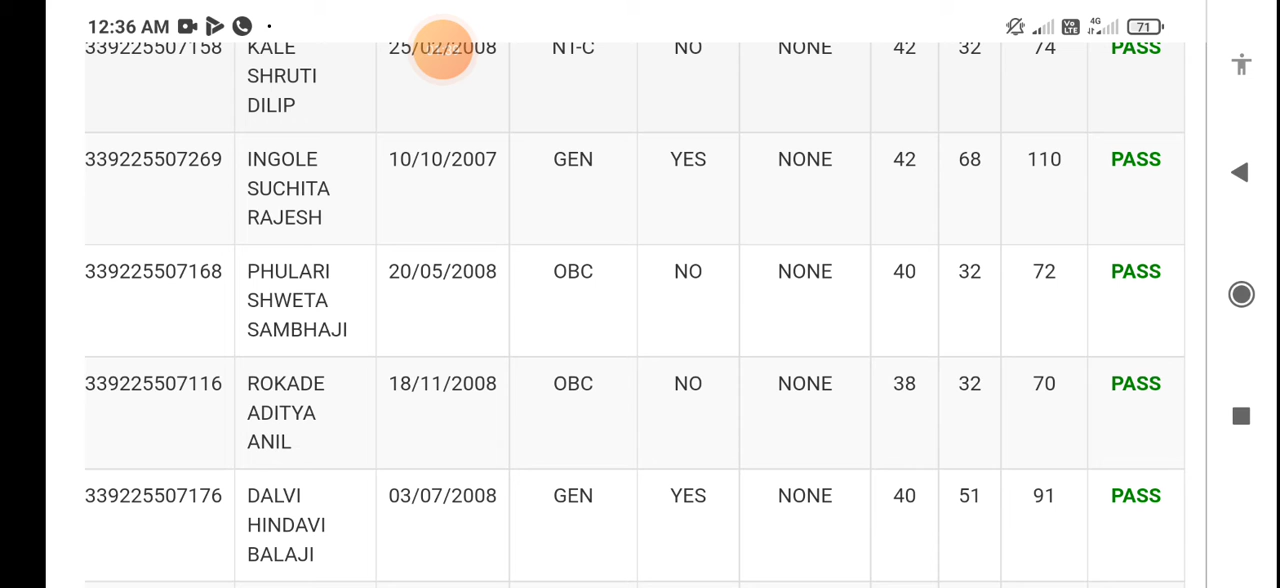 12:36 AM 4G 71
339225507158 KALE 25/02/2008 NT-C NO NONE 42 32 74 PASS
SHRUTI
DILIP
339225507269 INGOLE 10/10/2007 GEN YES NONE 42 68 110 PASS
SUCHITA
RAJESH
339225507168 PHULARI 20/05/2008 OBC NO NONE 40 32 72 PASS
SHWETA
SAMBHAJI
339225507116 ROKADE 18/11/2008 OBC NO NONE 38 32 70 PASS
ADITYA
ANIL
339225507176 DALVI 03/07/2008 GEN YES NONE 40 51 91 PASS
HINDAVI
BALAJI